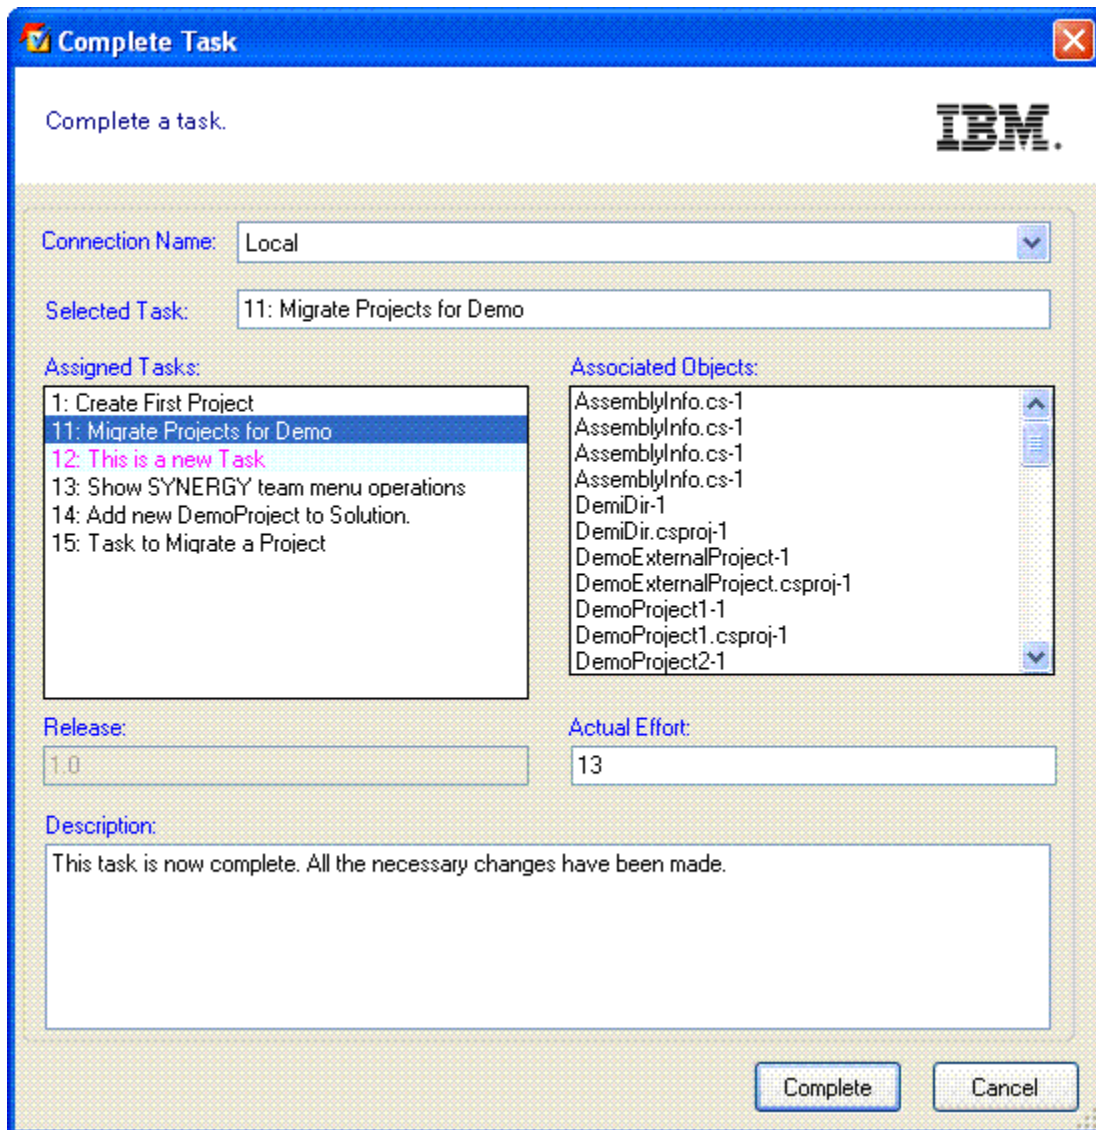 Complete Task
Complete a task.
IBM.
Connection Name:
Local
Selected Task:
11: Migrate Projects for Demo
Assigned Tasks:
1: Create First Project
11: Migrate Projects for Demo
12: This is a new Task
13: Show SYNERGY team menu operations
14: Add new DemoProject to Solution.
15: Task to Migrate a Project
Associated Objects:
AssemblyInfo.cs-1
AssemblyInfo.cs-1
AssemblyInfo.cs-1
AssemblyInfo.cs-1
DemiDir-1
DemiDir.csproj-1
DemoExternalProject-1
DemoExternalProject.csproj-1
DemoProject1-1
DemoProject1.csproj-1
DemoProject2-1
Release:
1.0
Actual Effort:
13
Description:
This task is now complete. All the necessary changes have been made.
Complete
Cancel